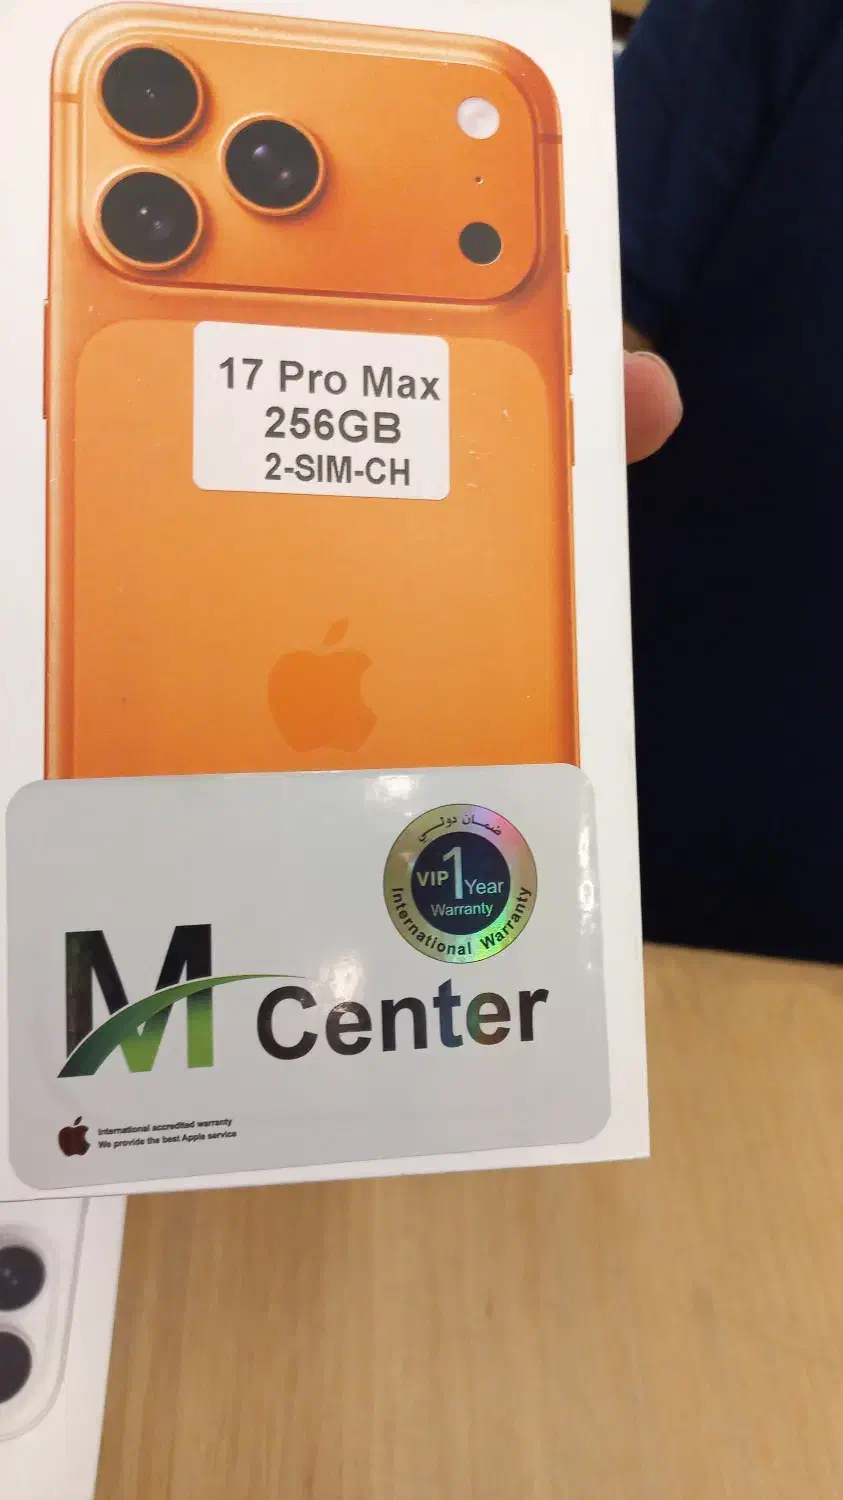 17 Pro Max
256GB
2-SIM-CH
ضمان دولي
VIP 1 Year
Warranty
International Warranty
M Center
International accredited warranty
We provide the best Apple service